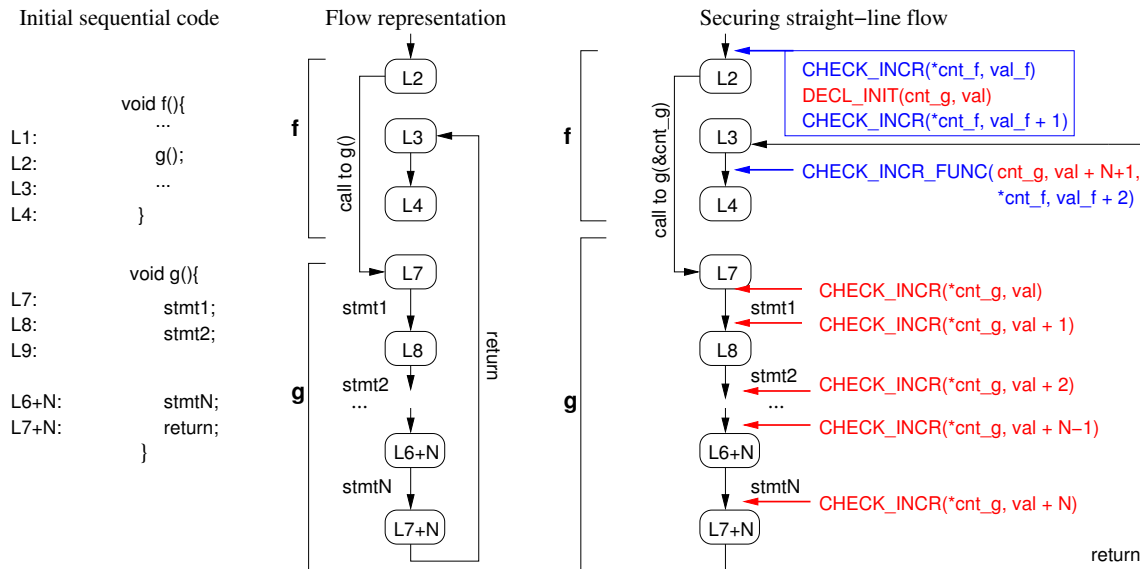 Initial sequential code
void f(){
...
L1:
L2: g();
L3: ...
L4: }
void g(){
L7: stmt1;
L8: stmt2;
L9:
L6+N: stmtN;
L7+N: return;
}
Flow representation
f
L2
call to g()
L3
L4
g
L7
stmt1
L8
stmt2
...
L6+N
stmtN
L7+N
return
Securing straight−line flow
f
L2
CHECK_INCR(*cnt_f, val_f)
DECL_INIT(cnt_g, val)
CHECK_INCR(*cnt_f, val_f + 1)
call to g(&cnt_g)
L3
CHECK_INCR_FUNC( cnt_g, val + N+1,
*cnt_f, val_f + 2)
L4
g
L7
CHECK_INCR(*cnt_g, val)
stmt1
CHECK_INCR(*cnt_g, val + 1)
L8
stmt2
CHECK_INCR(*cnt_g, val + 2)
...
CHECK_INCR(*cnt_g, val + N−1)
L6+N
stmtN
CHECK_INCR(*cnt_g, val + N)
L7+N
return